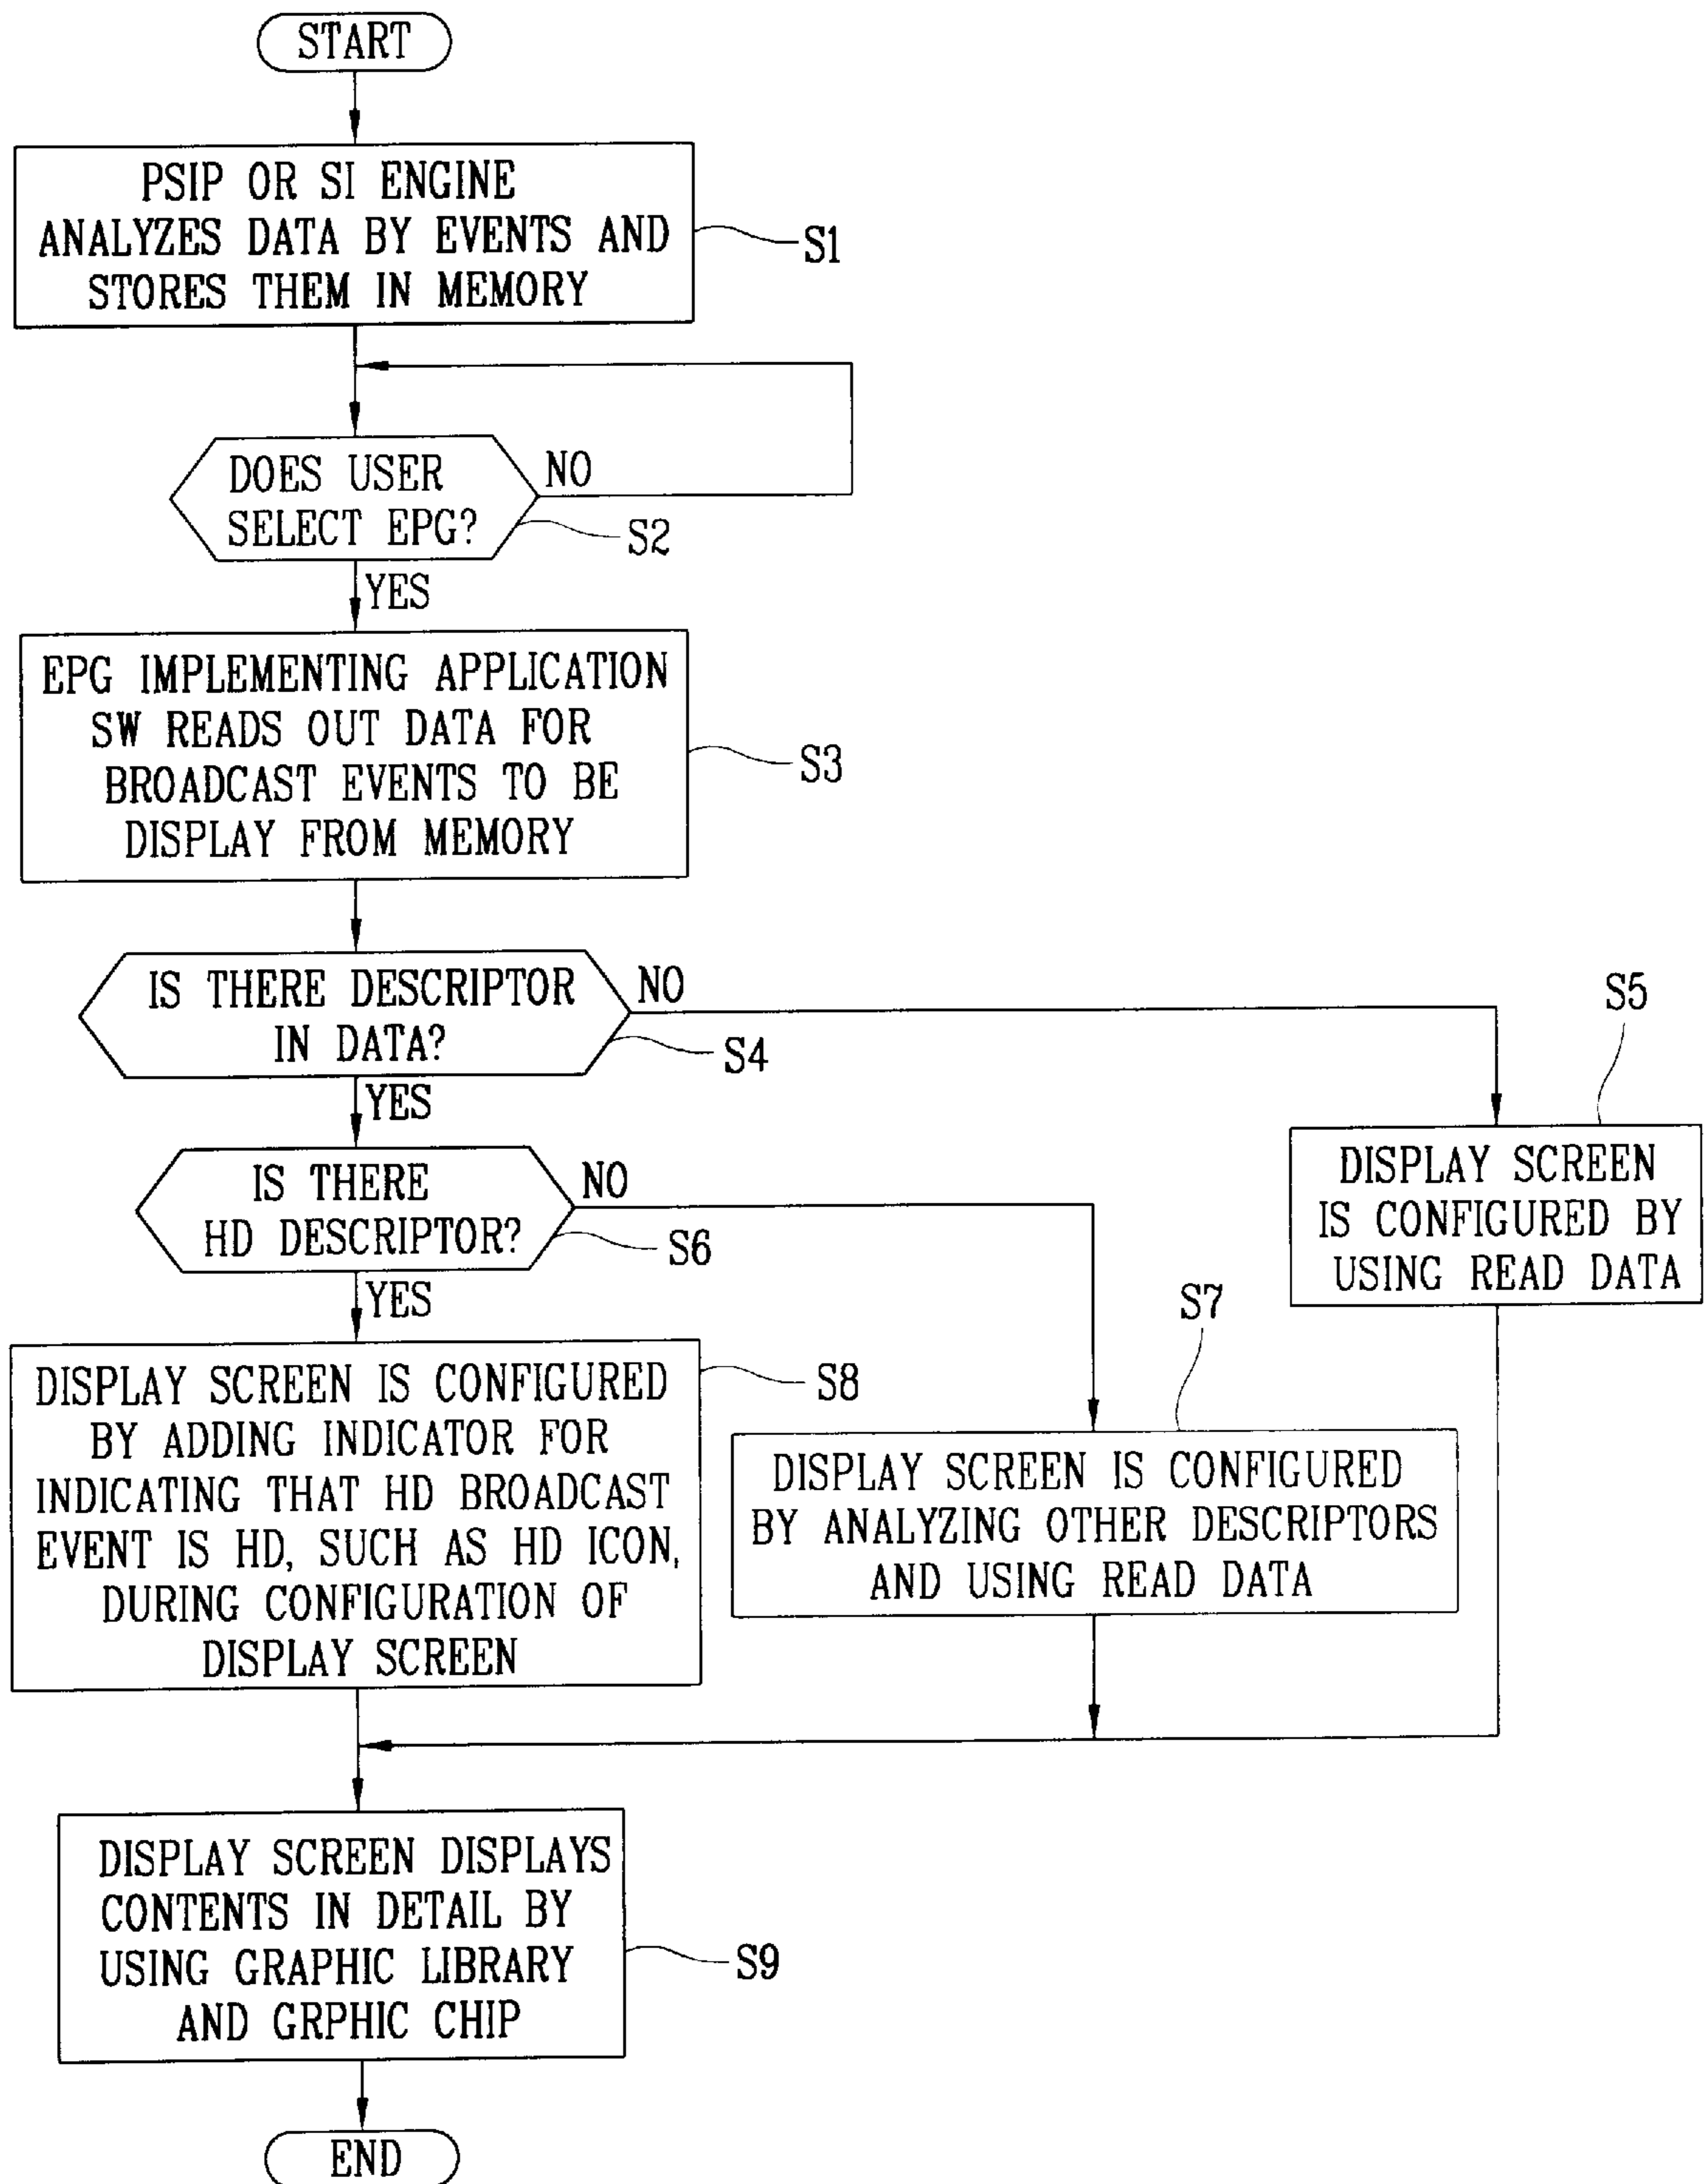 START
PSIP OR SI ENGINE
ANALYZES DATA BY EVENTS AND
STORES THEM IN MEMORY
S1
DOES USER
SELECT EPG?
NO
S2
YES
EPG IMPLEMENTING APPLICATION
SW READS OUT DATA FOR
BROADCAST EVENTS TO BE
DISPLAY FROM MEMORY
S3
IS THERE DESCRIPTOR
IN DATA?
NO
S4
YES
S5
DISPLAY SCREEN
IS CONFIGURED BY
USING READ DATA
IS THERE
HD DESCRIPTOR?
NO
S6
YES
S7
DISPLAY SCREEN IS CONFIGURED
BY ANALYZING OTHER DESCRIPTORS
AND USING READ DATA
DISPLAY SCREEN IS CONFIGURED
BY ADDING INDICATOR FOR
INDICATING THAT HD BROADCAST
EVENT IS HD, SUCH AS HD ICON,
DURING CONFIGURATION OF
DISPLAY SCREEN
S8
DISPLAY SCREEN DISPLAYS
CONTENTS IN DETAIL BY
USING GRAPHIC LIBRARY
AND GRPHIC CHIP
S9
END